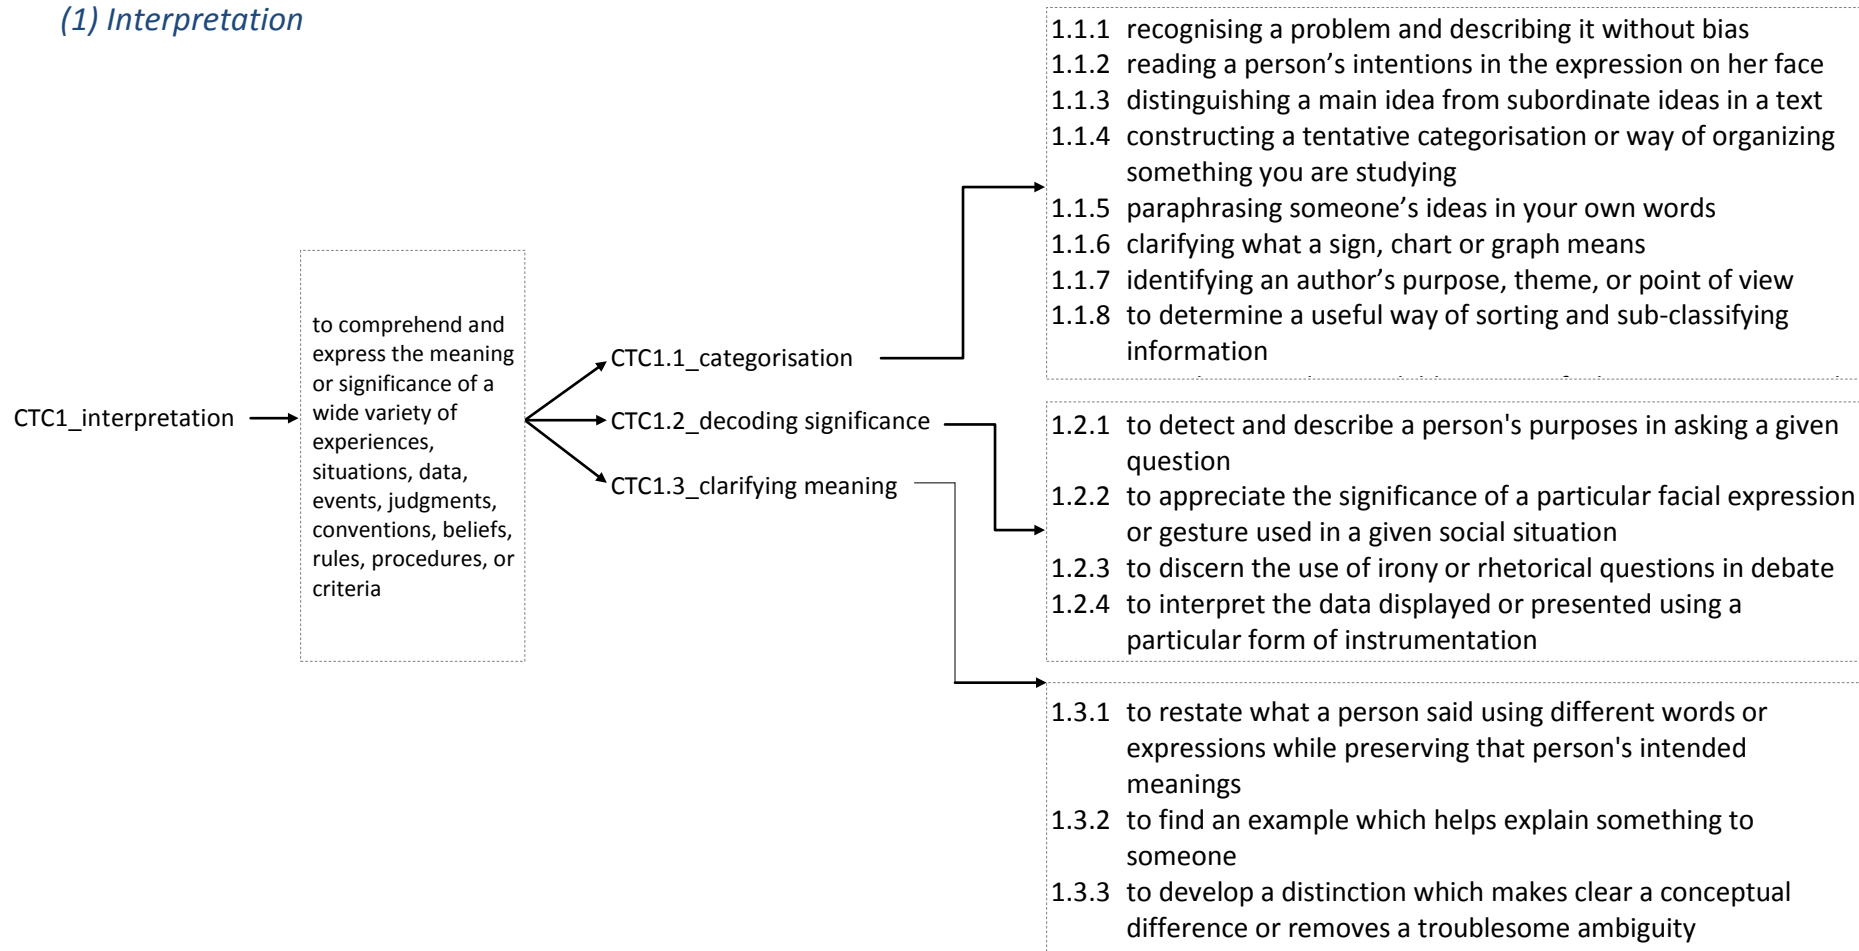 (1) Interpretation
CTC1_interpretation
to comprehend and
express the meaning
or significance of a
wide variety of
experiences,
situations, data,
events, judgments,
conventions, beliefs,
rules, procedures, or
criteria
CTC1.1_categorisation
CTC1.2_decoding significance
CTC1.3_clarifying meaning
1.1.1 recognising a problem and describing it without bias
1.1.2 reading a person’s intentions in the expression on her face
1.1.3 distinguishing a main idea from subordinate ideas in a text
1.1.4 constructing a tentative categorisation or way of organizing
something you are studying
1.1.5 paraphrasing someone’s ideas in your own words
1.1.6 clarifying what a sign, chart or graph means
1.1.7 identifying an author’s purpose, theme, or point of view
1.1.8 to determine a useful way of sorting and sub-classifying
information
1.2.1 to detect and describe a person's purposes in asking a given
question
1.2.2 to appreciate the significance of a particular facial expression
or gesture used in a given social situation
1.2.3 to discern the use of irony or rhetorical questions in debate
1.2.4 to interpret the data displayed or presented using a
particular form of instrumentation
1.3.1 to restate what a person said using different words or
expressions while preserving that person's intended
meanings
1.3.2 to find an example which helps explain something to
someone
1.3.3 to develop a distinction which makes clear a conceptual
difference or removes a troublesome ambiguity